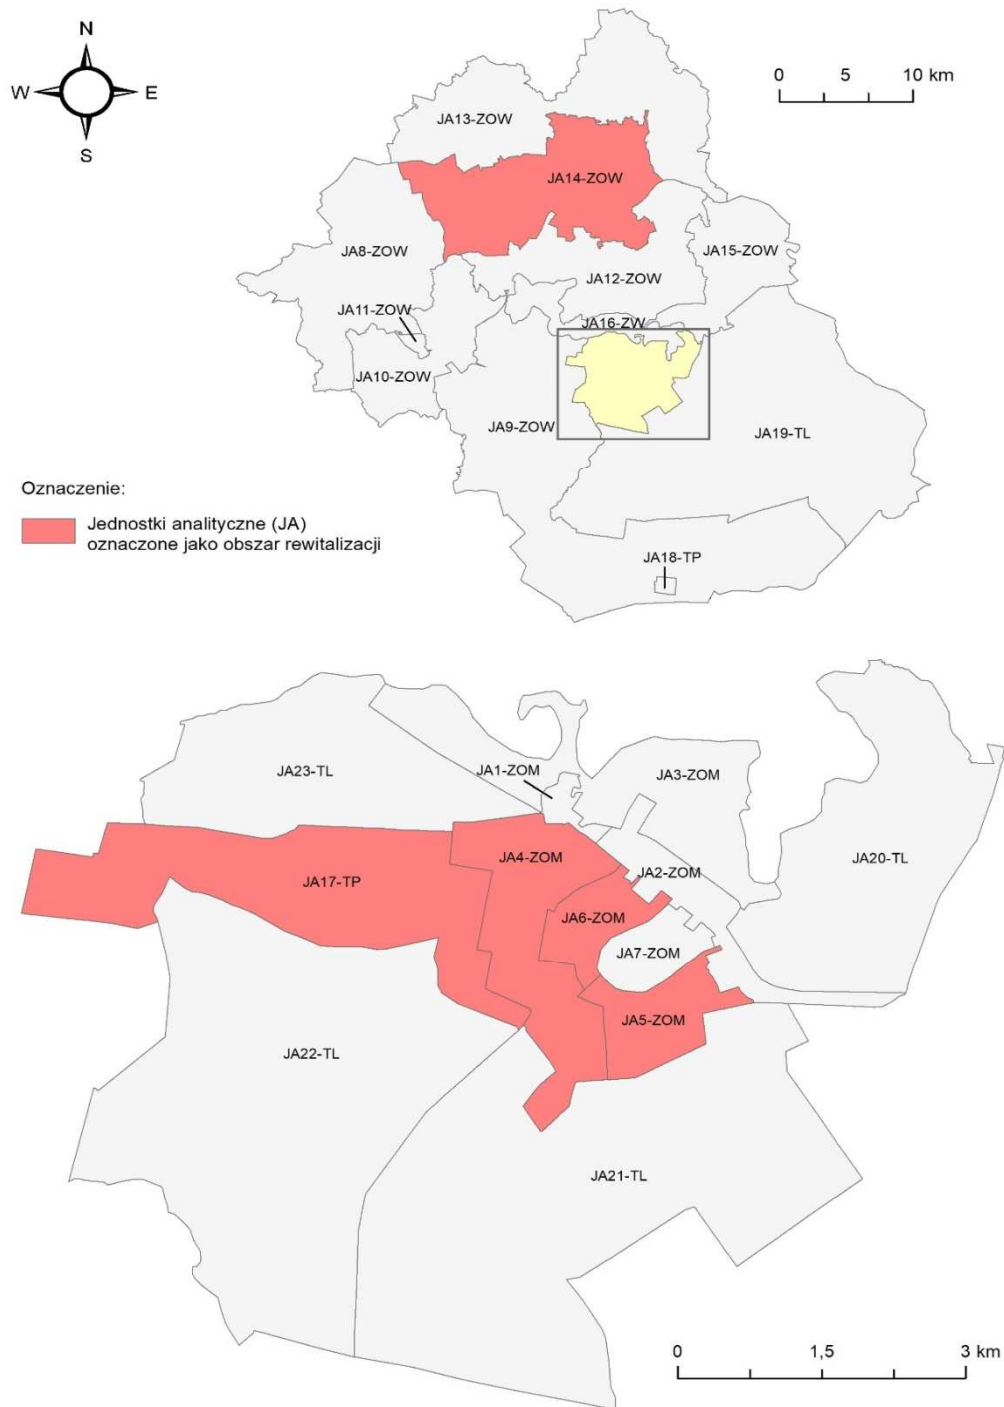 N
W E
S
0 5 10 km
JA13-ZOW
JA14-ZOW
JA8-ZOW
JA15-ZOW
JA12-ZOW
JA11-ZOW
JA16-ZW
JA10-ZOW
JA9-ZOW
JA19-TL
Oznaczenie:
Jednostki analityczne (JA)
oznaczone jako obszar rewitalizacji
JA18-TP
JA23-TL
JA1-ZOM
JA3-ZOM
JA4-ZOM
JA20-TL
JA17-TP
JA2-ZOM
JA6-ZOM
JA7-ZOM
JA5-ZOM
JA22-TL
JA21-TL
0 1,5 3 km